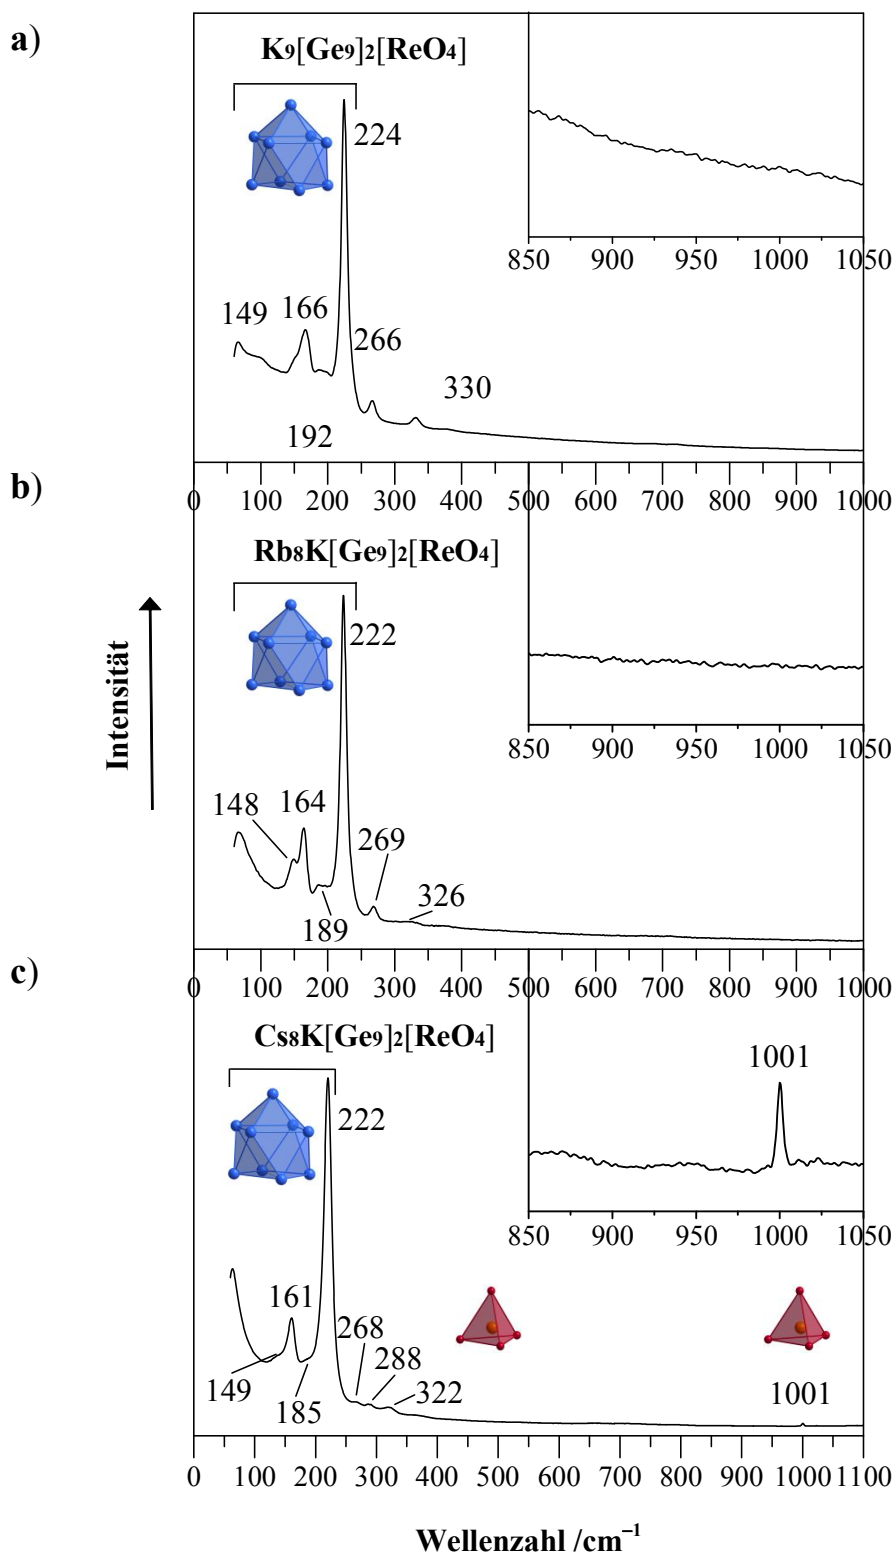 a)
K₉[Ge₉]₂[ReO₄]
224
149
166
266
330
192
850 900 950 1000 1050
0 100 200 300 400 500 600 700 800 900 1000
b)
Rb₈K[Ge₉]₂[ReO₄]
222
148
164
269
326
189
850 900 950 1000 1050
0 100 200 300 400 500 600 700 800 900 1000
Intensität
c)
Cs₈K[Ge₉]₂[ReO₄]
1001
222
161
268
288
322
149
185
1001
850 900 950 1000 1050
0 100 200 300 400 500 600 700 800 900 1000 1100
Wellenzahl /cm⁻¹